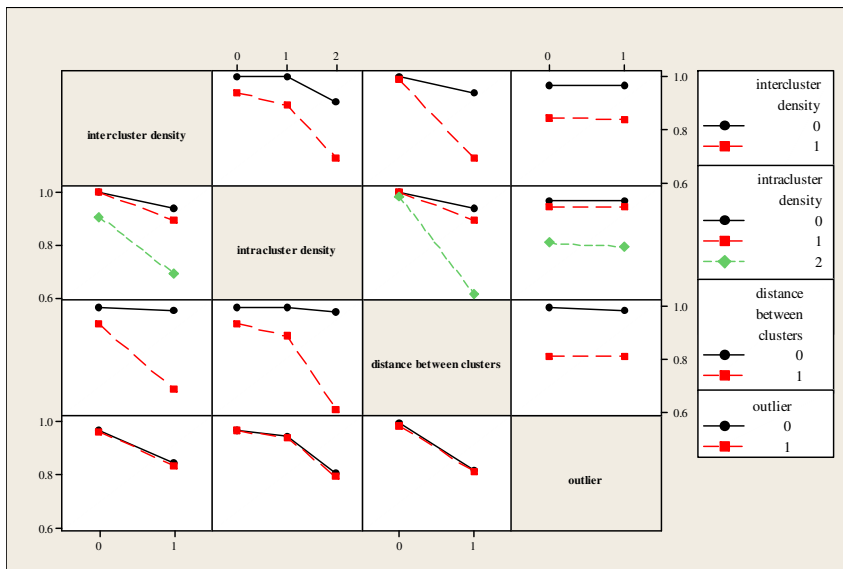 0 1 2 0 1
1.0
0.8
0.6
intercluster density
1.0
0.8
0.6
intracluster density
distance between clusters
1.0
0.8
0.6
1.0
0.8
0.6
outlier
0 1 0 1
intercluster
density
0
1
intracluster
density
0
1
2
distance
between
clusters
0
1
outlier
0
1